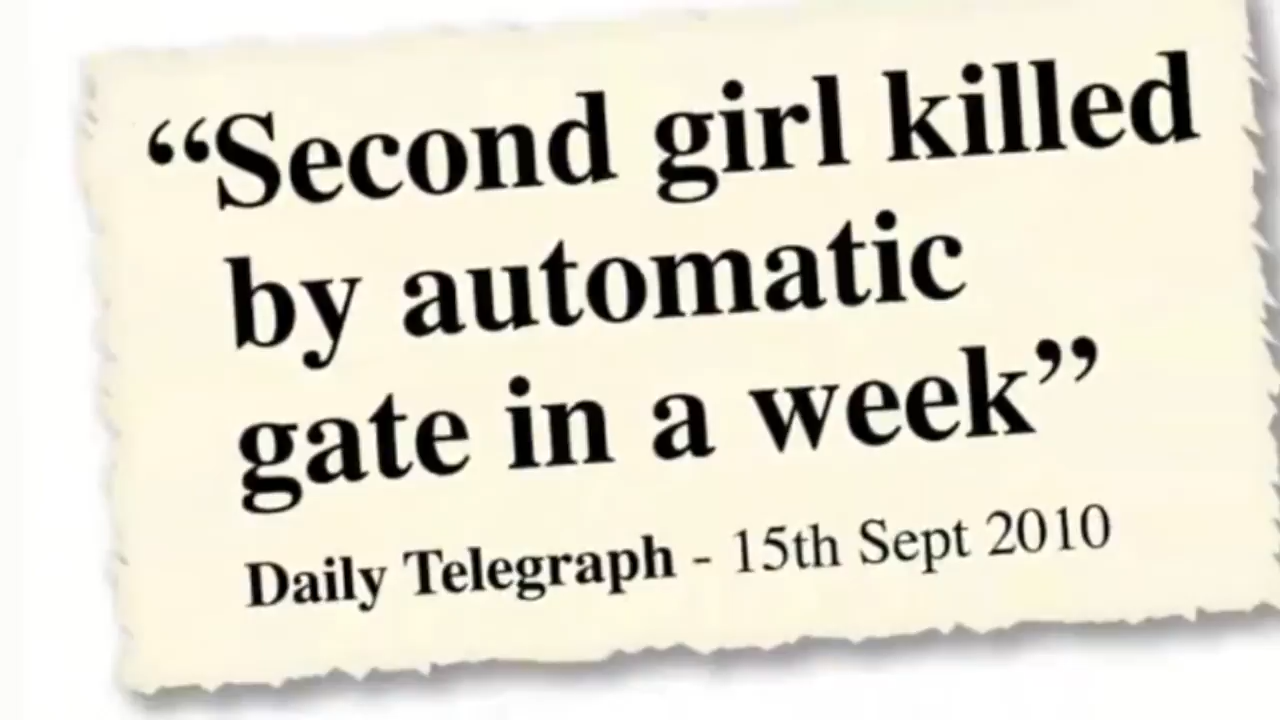 “Second girl killed
by automatic
gate in a week”
Daily Telegraph - 15th Sept 2010